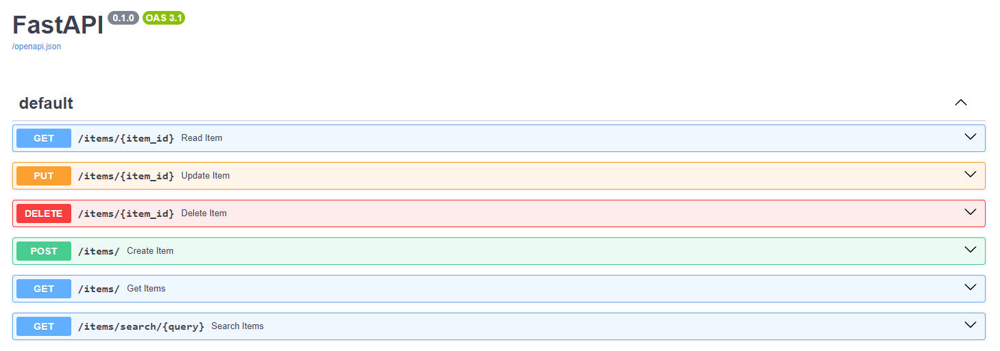 FastAPI 0.1.0 OAS 3.1
/openapi.json
default
GET /items/{item_id} Read Item
PUT /items/{item_id} Update Item
DELETE /items/{item_id} Delete Item
POST /items/ Create Item
GET /items/ Get Items
GET /items/search/{query} Search Items